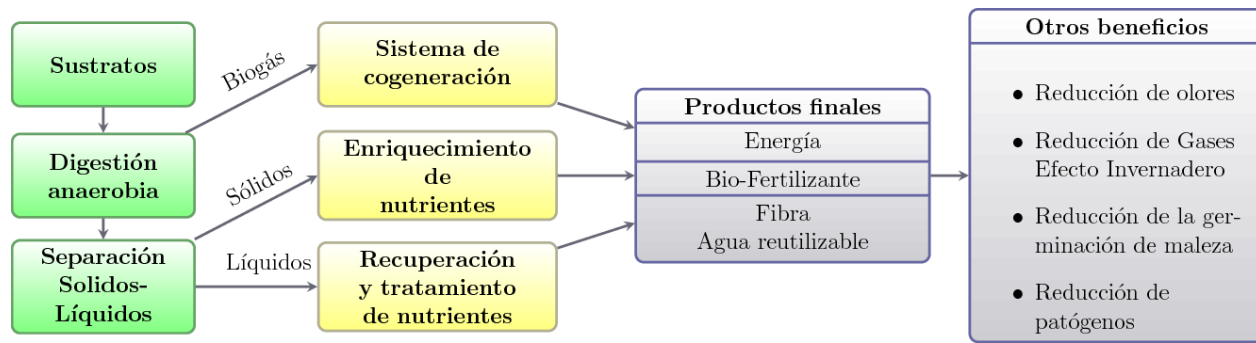 Sustratos
Digestión
anaerobia
Separación
Solidos-
Líquidos
Biogás
Sólidos
Líquidos
Sistema de
cogeneración
Enriquecimiento
de
nutrientes
Recuperación
y tratamiento
de nutrientes
Productos finales
Energía
Bio-Fertilizante
Fibra
Agua reutilizable
Otros beneficios
• Reducción de olores
• Reducción de Gases
Efecto Invernadero
• Reducción de la ger-
minación de maleza
• Reducción de
patógenos